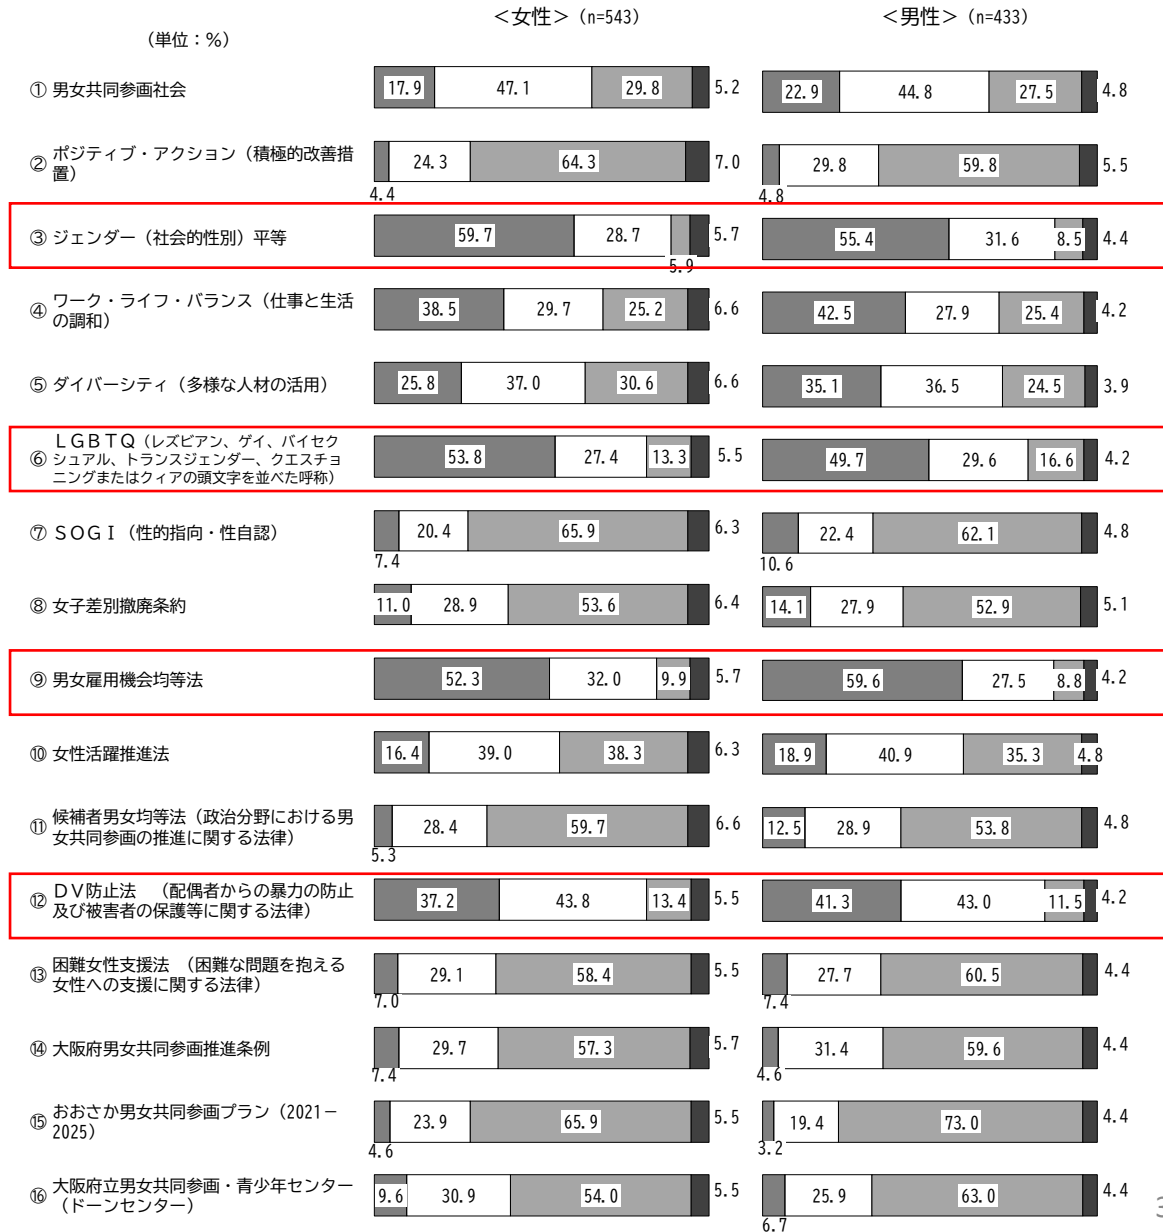 ＜女性＞（n=543）
＜男性＞（n=433）
（単位：%）
① 男女共同参画社会
17.9 47.1 29.8 5.2
22.9 44.8 27.5 4.8
② ポジティブ・アクション（積極的改善措
置）
4.4 24.3 64.3 7.0
4.8 29.8 59.8 5.5
③ ジェンダー（社会的性別）平等
59.7 28.7 5.9 5.7
55.4 31.6 8.5 4.4
④ ワーク・ライフ・バランス（仕事と生活
の調和）
38.5 29.7 25.2 6.6
42.5 27.9 25.4 4.2
⑤ ダイバーシティ（多様な人材の活用）
25.8 37.0 30.6 6.6
35.1 36.5 24.5 3.9
⑥ ＬＧＢＴＱ（レズビアン、ゲイ、バイセク
シュアル、トランスジェンダー、クエスチョ
ニングまたはクィアの頭文字を並べた呼称）
53.8 27.4 13.3 5.5
49.7 29.6 16.6 4.2
⑦ ＳＯＧＩ（性的指向・性自認）
7.4 20.4 65.9 6.3
10.6 22.4 62.1 4.8
⑧ 女子差別撤廃条約
11.0 28.9 53.6 6.4
14.1 27.9 52.9 5.1
⑨ 男女雇用機会均等法
52.3 32.0 9.9 5.7
59.6 27.5 8.8 4.2
⑩ 女性活躍推進法
16.4 39.0 38.3 6.3
18.9 40.9 35.3 4.8
⑪ 候補者男女均等法（政治分野における男
女共同参画の推進に関する法律）
5.3 28.4 59.7 6.6
12.5 28.9 53.8 4.8
⑫ ＤＶ防止法　（配偶者からの暴力の防止
及び被害者の保護等に関する法律）
37.2 43.8 13.4 5.5
41.3 43.0 11.5 4.2
⑬ 困難女性支援法　（困難な問題を抱える
女性への支援に関する法律）
7.0 29.1 58.4 5.5
7.4 27.7 60.5 4.4
⑭ 大阪府男女共同参画推進条例
7.4 29.7 57.3 5.7
4.6 31.4 59.6 4.4
⑮ おおさか男女共同参画プラン（2021－
2025）
4.6 23.9 65.9 5.5
3.2 19.4 73.0 4.4
⑯ 大阪府立男女共同参画・青少年センター
（ドーンセンター）
9.6 30.9 54.0 5.5
6.7 25.9 63.0 4.4